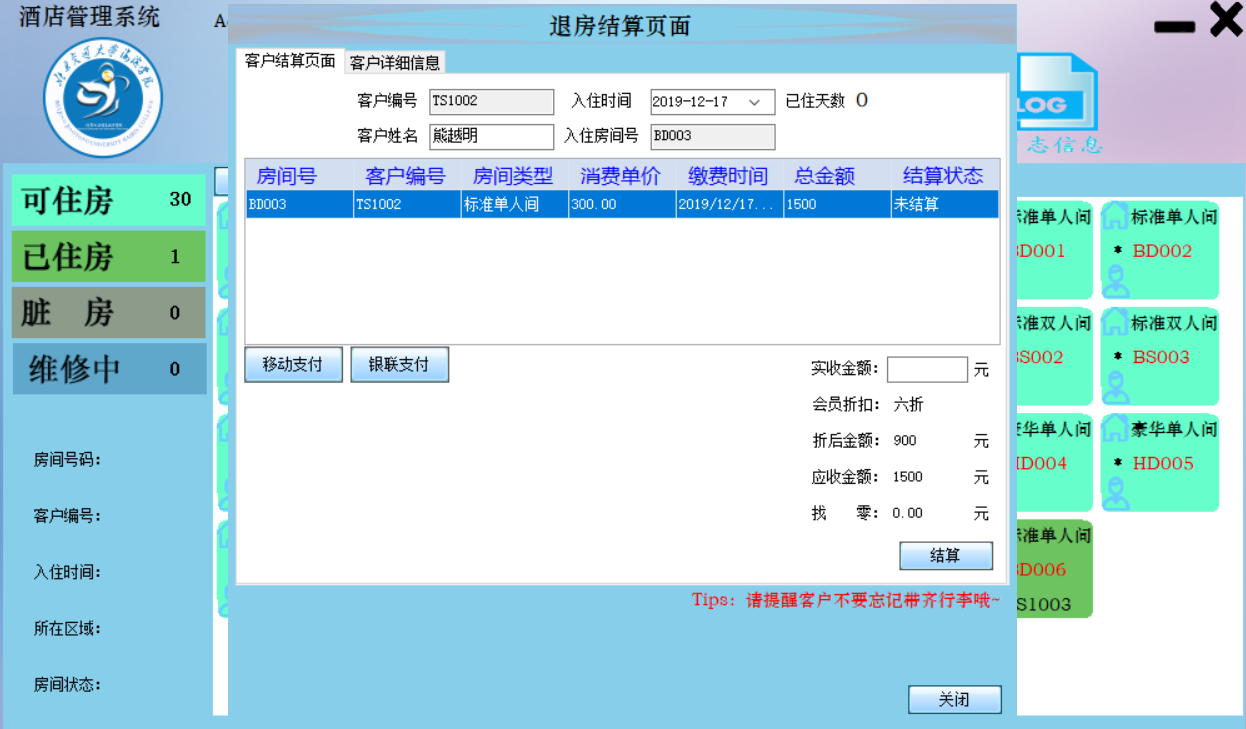 酒店管理系统
退房结算页面
客户结算页面 客户详细信息
客户编号 TS1002 入住时间 2019-12-17 已住天数 0
客户姓名 熊越明 入住房间号 BD003
房间号 客户编号 房间类型 消费单价 缴费时间 总金额 结算状态
BD003 TS1002 标准单人间 300.00 2019/12/17... 1500 未结算
移动支付 银联支付
实收金额: 元
会员折扣: 六折
折后金额: 900 元
应收金额: 1500 元
找 零: 0.00 元
结算
Tips: 请提醒客户不要忘记带齐行李哦~
关闭
可住房 30
已住房 1
脏 房 0
维修中 0
房间号码:
客户编号:
入住时间:
所在区域:
房间状态:
LOG
志信息
准单人间
BD001
标准单人间
* BD002
准双人间
BS002
标准双人间
* BS003
华单人间
HD004
豪华单人间
* HD005
准单人间
BD006
S1003